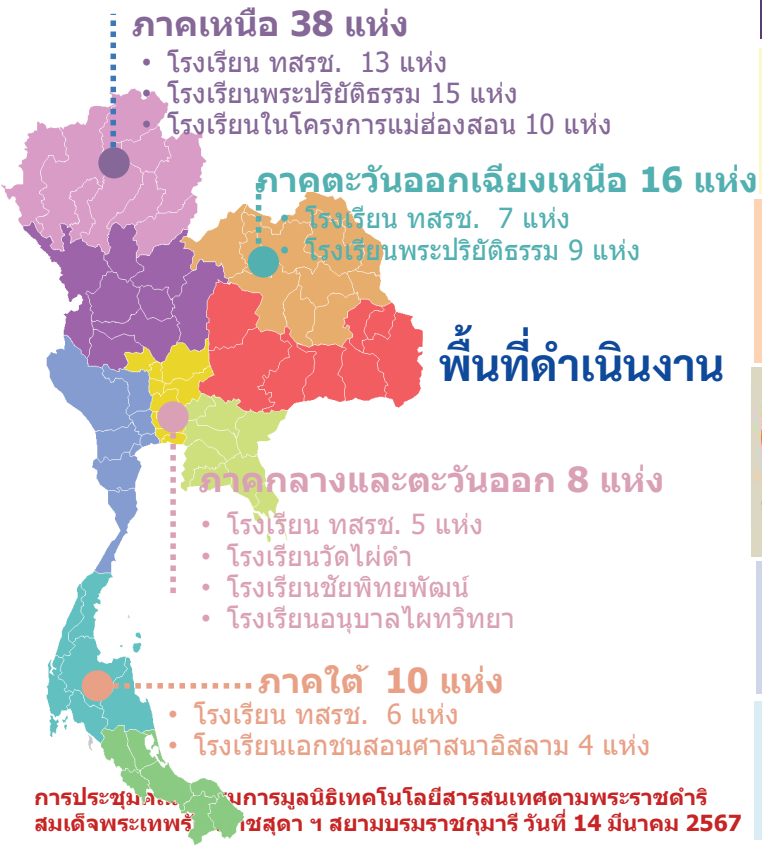 ภาคเหนือ 38 แห่ง
• โรงเรียน ทสรช. 13 แห่ง
• โรงเรียนพระปริยัติธรรม 15 แห่ง
• โรงเรียนในโครงการแม่ฮ่องสอน 10 แห่ง
ภาคตะวันออกเฉียงเหนือ 16 แห่ง
• โรงเรียน ทสรช. 7 แห่ง
• โรงเรียนพระปริยัติธรรม 9 แห่ง
พื้นที่ดำเนินงาน
ภาคกลางและตะวันออก 8 แห่ง
• โรงเรียน ทสรช. 5 แห่ง
• โรงเรียนวัดไผ่ดำ
• โรงเรียนชัยพิทยพัฒน์
• โรงเรียนอนุบาลไผทวิทยา
ภาคใต้ 10 แห่ง
• โรงเรียน ทสรช. 6 แห่ง
• โรงเรียนเอกชนสอนศาสนาอิสลาม 4 แห่ง
การประชุม มการมูลนิธิเทคโนโลยีสารสนเทศตามพระราชดำริ
สมเด็จพระเทพรั ชสุดา ฯ สยามบรมราชกุมารี วันที่ 14 มีนาคม 2567